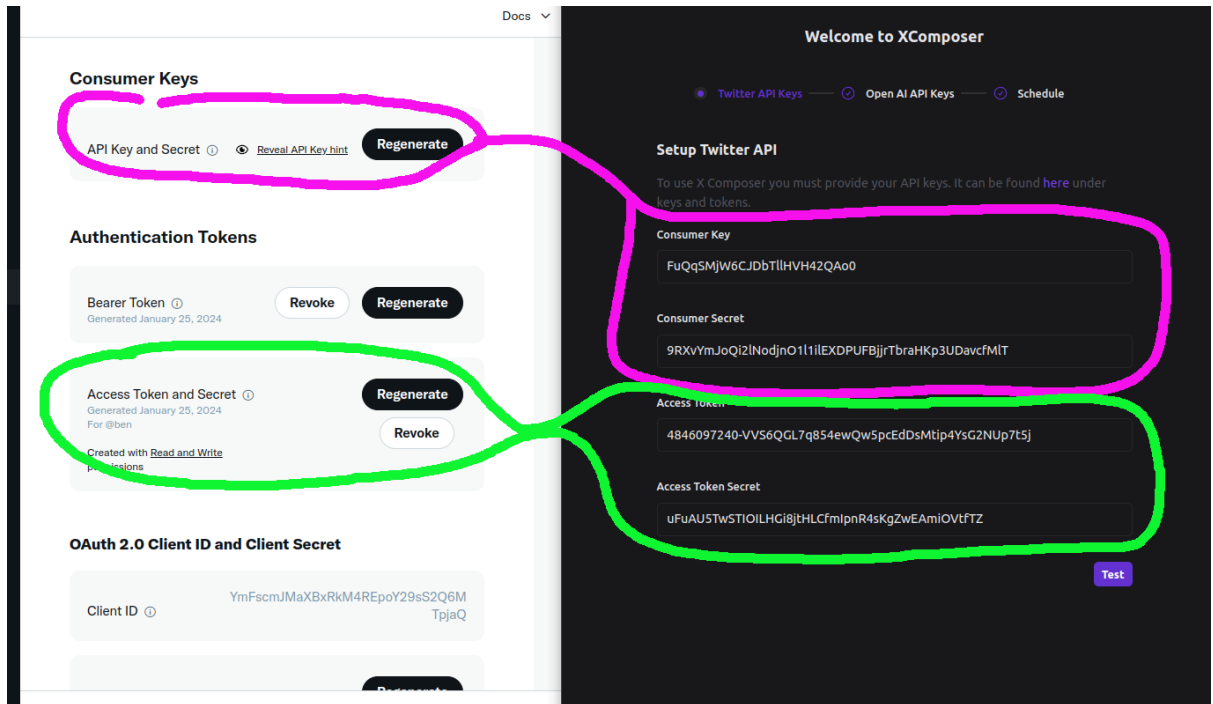 Docs
Consumer Keys
API Key and Secret
Reveal API Key hint
Regenerate
Authentication Tokens
Bearer Token
Generated January 25, 2024
Revoke
Regenerate
Access Token and Secret
Generated January 25, 2024
For @ben
Created with Read and Write
permissions
Regenerate
Revoke
OAuth 2.0 Client ID and Client Secret
Client ID
YmFscmJMaXBxRkM4REpoY29sS2Q6M
TpjaQ
Regenerate
Welcome to XComposer
Twitter API Keys
Open AI API Keys
Schedule
Setup Twitter API
To use X Composer you must provide your API keys. It can be found here under
keys and tokens.
Consumer Key
FuQqSMjW6CJDbTllHVH42QAo0
Consumer Secret
9RXvYmJoQi2lNodjnO1l1ilEXDPUFBjjrTbraHKp3UDavcfMlT
Access Token
4846097240-VVS6QGL7q854ewQw5pcEdDsMtip4YsG2NUp7t5j
Access Token Secret
uFuAU5TwSTIOILHGi8jtHLCfmIpnR4sKgZwEAmiOVtfTZ
Test